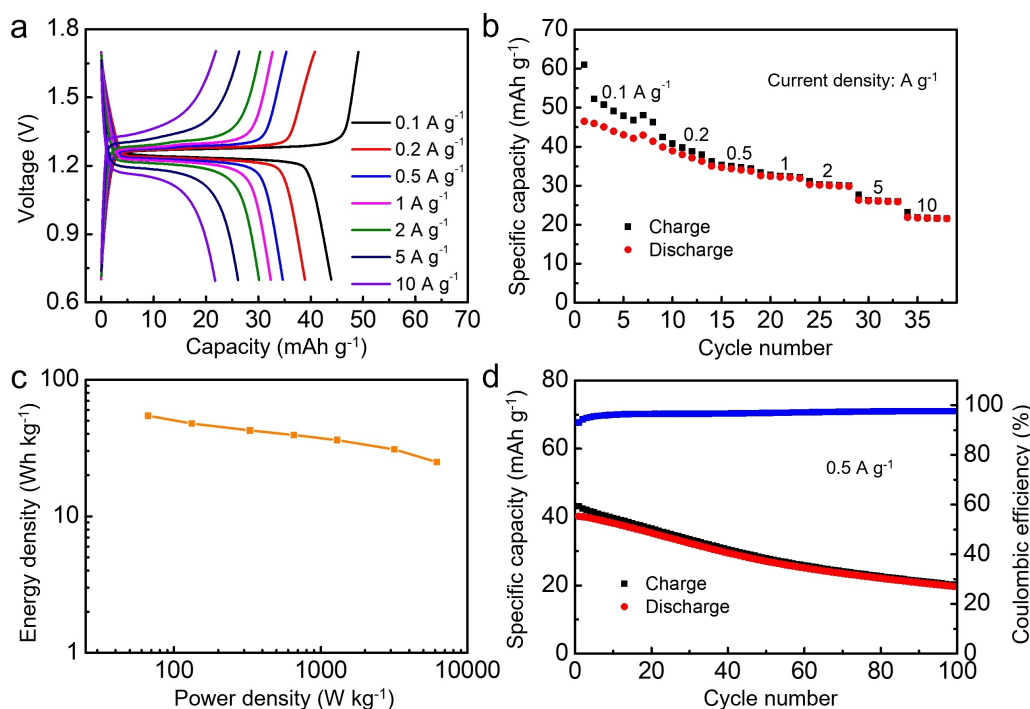 a
1.8
1.5
1.2
0.9
0.6
Voltage (V)
0 10 20 30 40 50 60 70
Capacity (mAh g⁻¹)
0.1 A g⁻¹
0.2 A g⁻¹
0.5 A g⁻¹
1 A g⁻¹
2 A g⁻¹
5 A g⁻¹
10 A g⁻¹
b
70
60
50
40
30
20
10
0
Specific capacity (mAh g⁻¹)
Current density: A g⁻¹
0.1 A g⁻¹
0.2
0.5
1
2
5
10
Charge
Discharge
0 5 10 15 20 25 30 35
Cycle number
c
100
10
1
Energy density (Wh kg⁻¹)
100 1000 10000
Power density (W kg⁻¹)
d
80
60
40
20
0
Specific capacity (mAh g⁻¹)
0.5 A g⁻¹
Charge
Discharge
100
80
60
40
20
0
Coulombic efficiency (%)
0 20 40 60 80 100
Cycle number